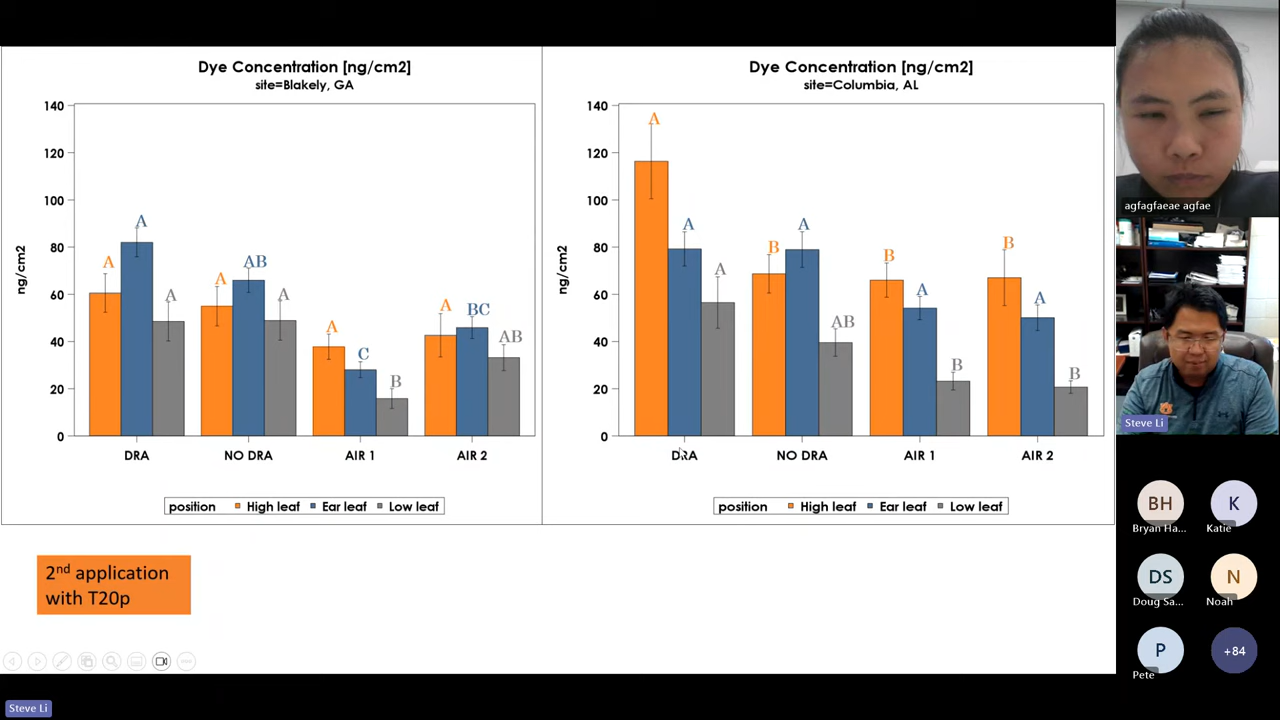 Dye Concentration [ng/cm2]
site=Blakely, GA
140
120
100
80
60
40
20
0
ng/cm2
A
A
A
A
AB
A
A
C
B
A
BC
AB
DRA
NO DRA
AIR 1
AIR 2
position High leaf Ear leaf Low leaf
Dye Concentration [ng/cm2]
site=Columbia, AL
140
120
100
80
60
40
20
0
ng/cm2
A
A
A
B
A
AB
B
A
B
B
A
B
DRA
NO DRA
AIR 1
AIR 2
position High leaf Ear leaf Low leaf
2nd application
with T20p
agfagfaeae agfae
Steve Li
BH
Bryan Ha...
K
Katie
DS
Doug Sa...
N
Noah
P
Pete
+84
Steve Li